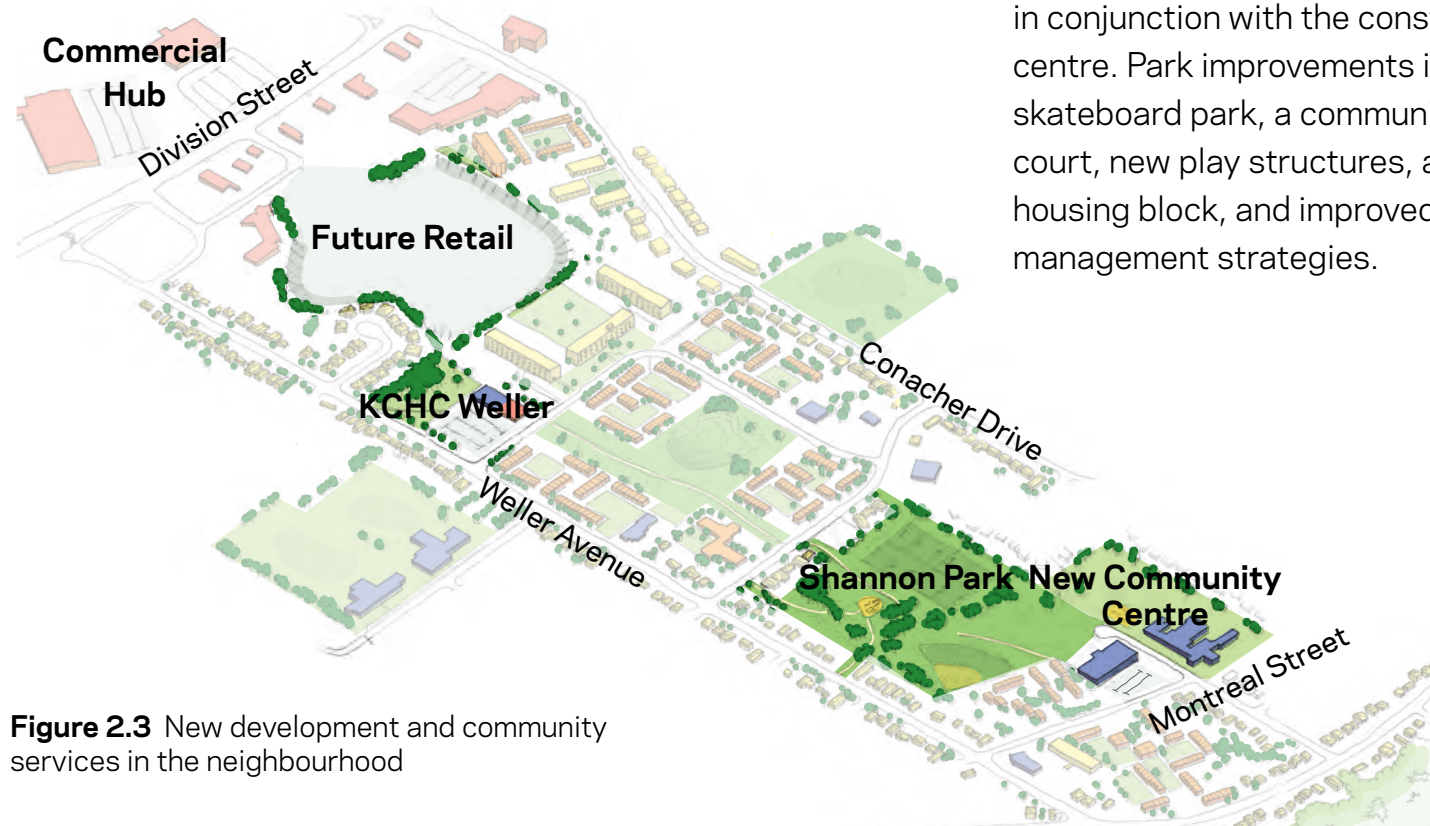 in conjunction with the cons
centre. Park improvements i
skateboard park, a commun
court, new play structures, a
housing block, and improved
management strategies.
Commercial
Hub
Division Street
Future Retail
KCHC Weller
Conacher Drive
Weller Avenue
Shannon Park
New Community
Centre
Montreal Street
Figure 2.3 New development and community
services in the neighbourhood